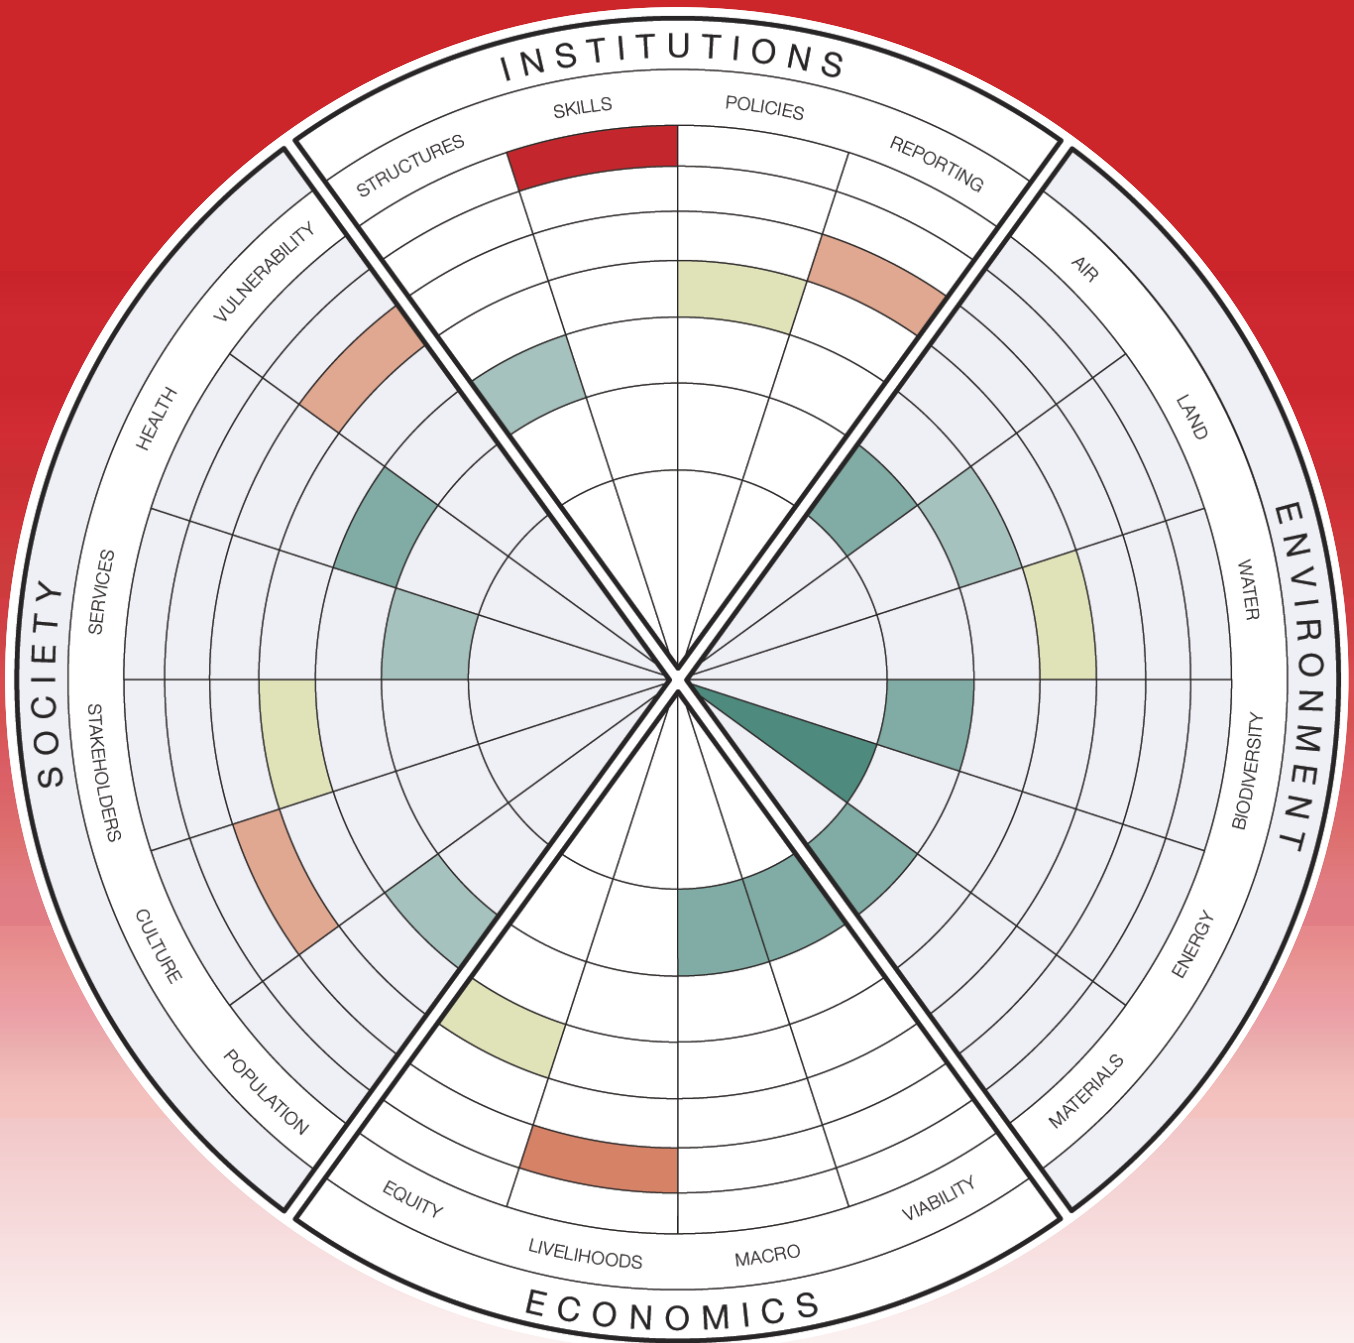 INSTITUTIONS
STRUCTURES
SKILLS
POLICIES
REPORTING
ENVIRONMENT
AIR
LAND
WATER
BIODIVERSITY
ENERGY
MATERIALS
ECONOMICS
VIABILITY
MACRO
LIVELIHOODS
EQUITY
SOCIETY
POPULATION
CULTURE
STAKEHOLDERS
SERVICES
HEALTH
VULNERABILITY